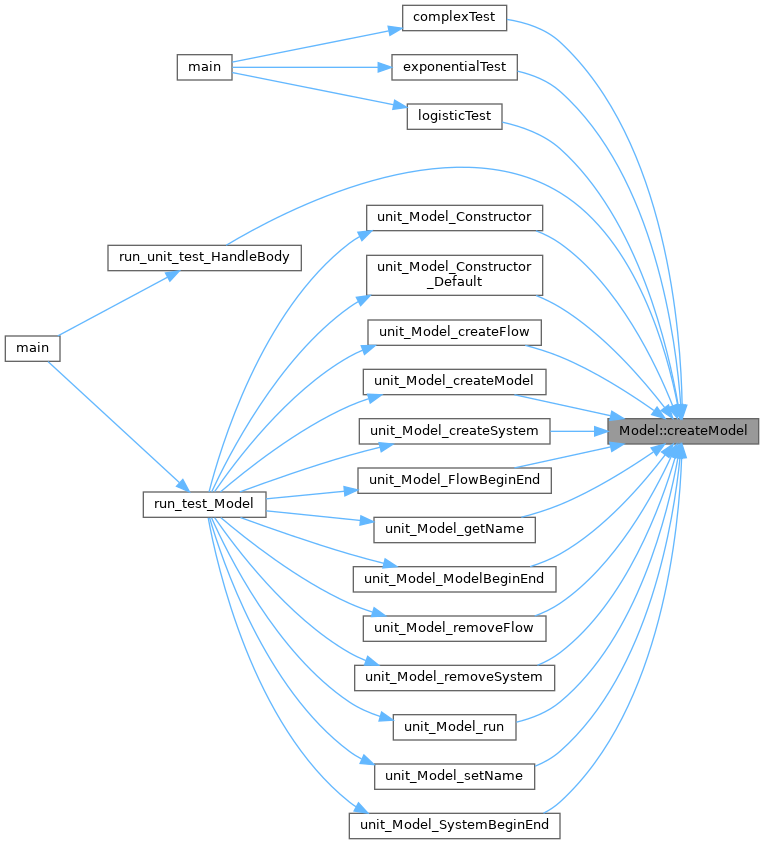 complexTest
main
exponentialTest
logisticTest
unit_Model_Constructor
run_unit_test_HandleBody
unit_Model_Constructor
_Default
unit_Model_createFlow
main
unit_Model_createModel
unit_Model_createSystem
Model::createModel
unit_Model_FlowBeginEnd
run_test_Model
unit_Model_getName
unit_Model_ModelBeginEnd
unit_Model_removeFlow
unit_Model_removeSystem
unit_Model_run
unit_Model_setName
unit_Model_SystemBeginEnd